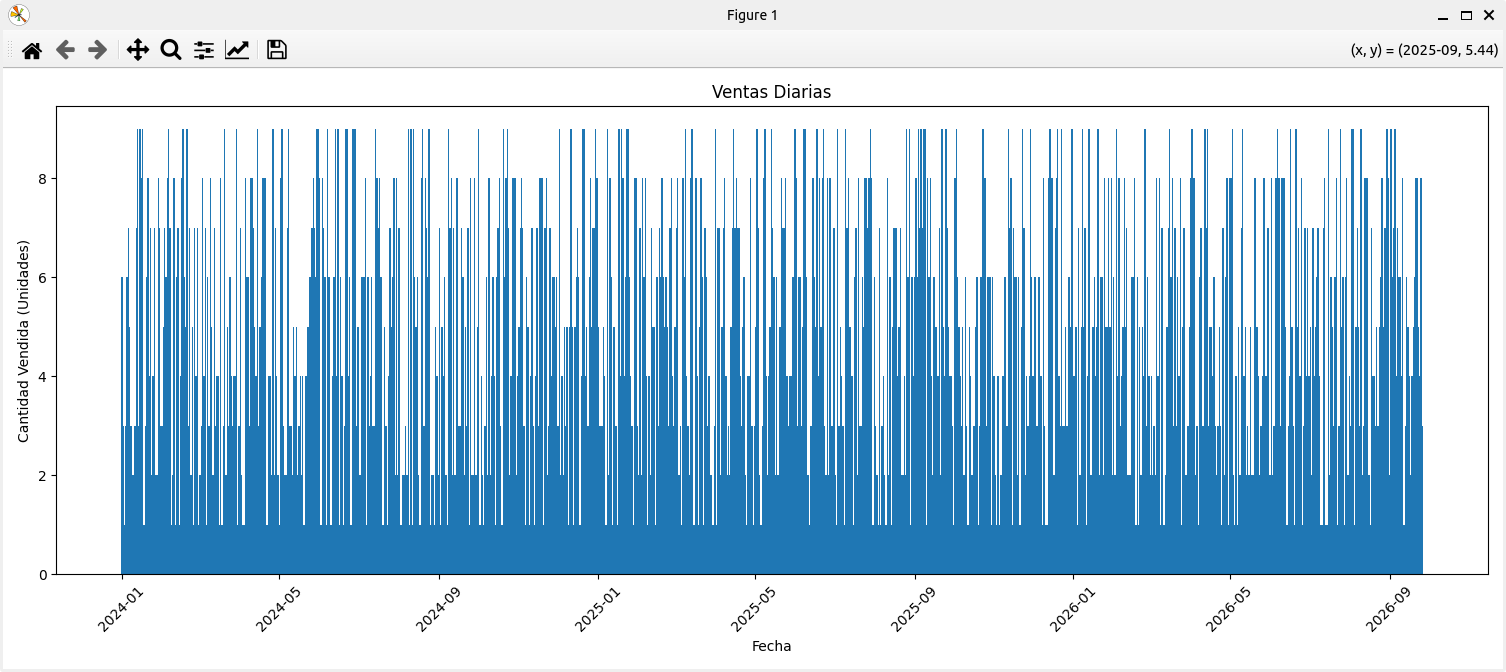 Figure 1
(x, y) = (2025-09, 5.44)
Ventas Diarias
Cantidad Vendida (Unidades)
8
6
4
2
0
2024-01
2024-05
2024-09
2025-01
2025-05
2025-09
2026-01
2026-05
2026-09
Fecha